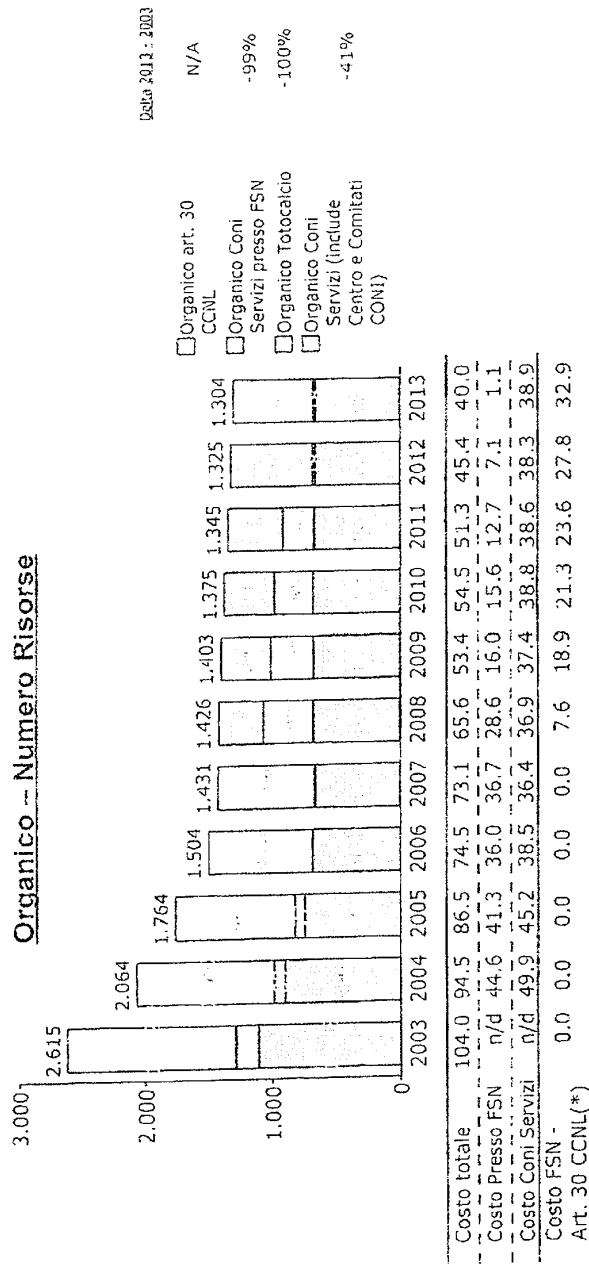 Organico – Numero Risorse
Delta 2013 - 2003
3.000
2.000
1.000
0
2.615
2.064
1.764
1.504
1.431
1.426
1.403
1.375
1.345
1.325
1.304
Organico art. 30
CCNL
N/A
Organico Coni
Servizi presso FSN
-99%
Organico Totocalcio
-100%
Organico Coni
Servizi (include
Centro e Comitati
CONI)
-41%
2003 2004 2005 2006 2007 2008 2009 2010 2011 2012 2013
Costo totale 104.0 94.5 86.5 74.5 73.1 65.6 53.4 54.5 51.3 45.4 40.0
Costo Presso FSN n/d 44.6 41.3 36.0 36.7 28.6 16.0 15.6 12.7 7.1 1.1
Costo Coni Servizi n/d 49.9 45.2 38.5 36.4 36.9 37.4 38.8 38.6 38.3 38.9
Costo FSN -
Art. 30 CCNL(*) 0.0 0.0 0.0 0.0 0.0 7.6 18.9 21.3 23.6 27.8 32.9